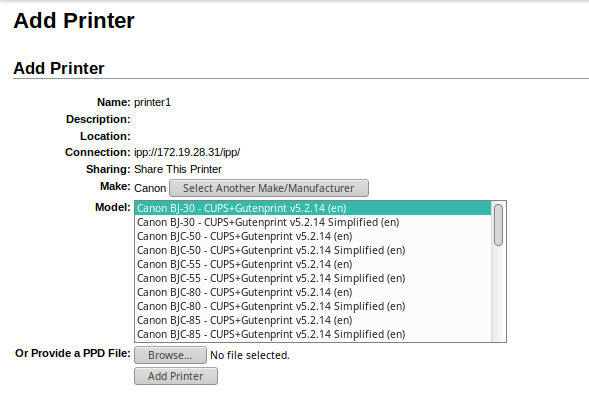 Add Printer
Add Printer
Name: printer1
Description:
Location:
Connection: ipp://172.19.28.31/ipp/
Sharing: Share This Printer
Make: Canon Select Another Make/Manufacturer
Model: Canon BJ-30 - CUPS+Gutenprint v5.2.14 (en)
Canon BJ-30 - CUPS+Gutenprint v5.2.14 Simplified (en)
Canon BJC-50 - CUPS+Gutenprint v5.2.14 (en)
Canon BJC-50 - CUPS+Gutenprint v5.2.14 Simplified (en)
Canon BJC-55 - CUPS+Gutenprint v5.2.14 (en)
Canon BJC-55 - CUPS+Gutenprint v5.2.14 Simplified (en)
Canon BJC-80 - CUPS+Gutenprint v5.2.14 (en)
Canon BJC-80 - CUPS+Gutenprint v5.2.14 Simplified (en)
Canon BJC-85 - CUPS+Gutenprint v5.2.14 (en)
Canon BJC-85 - CUPS+Gutenprint v5.2.14 Simplified (en)
Or Provide a PPD File: Browse... No file selected.
Add Printer